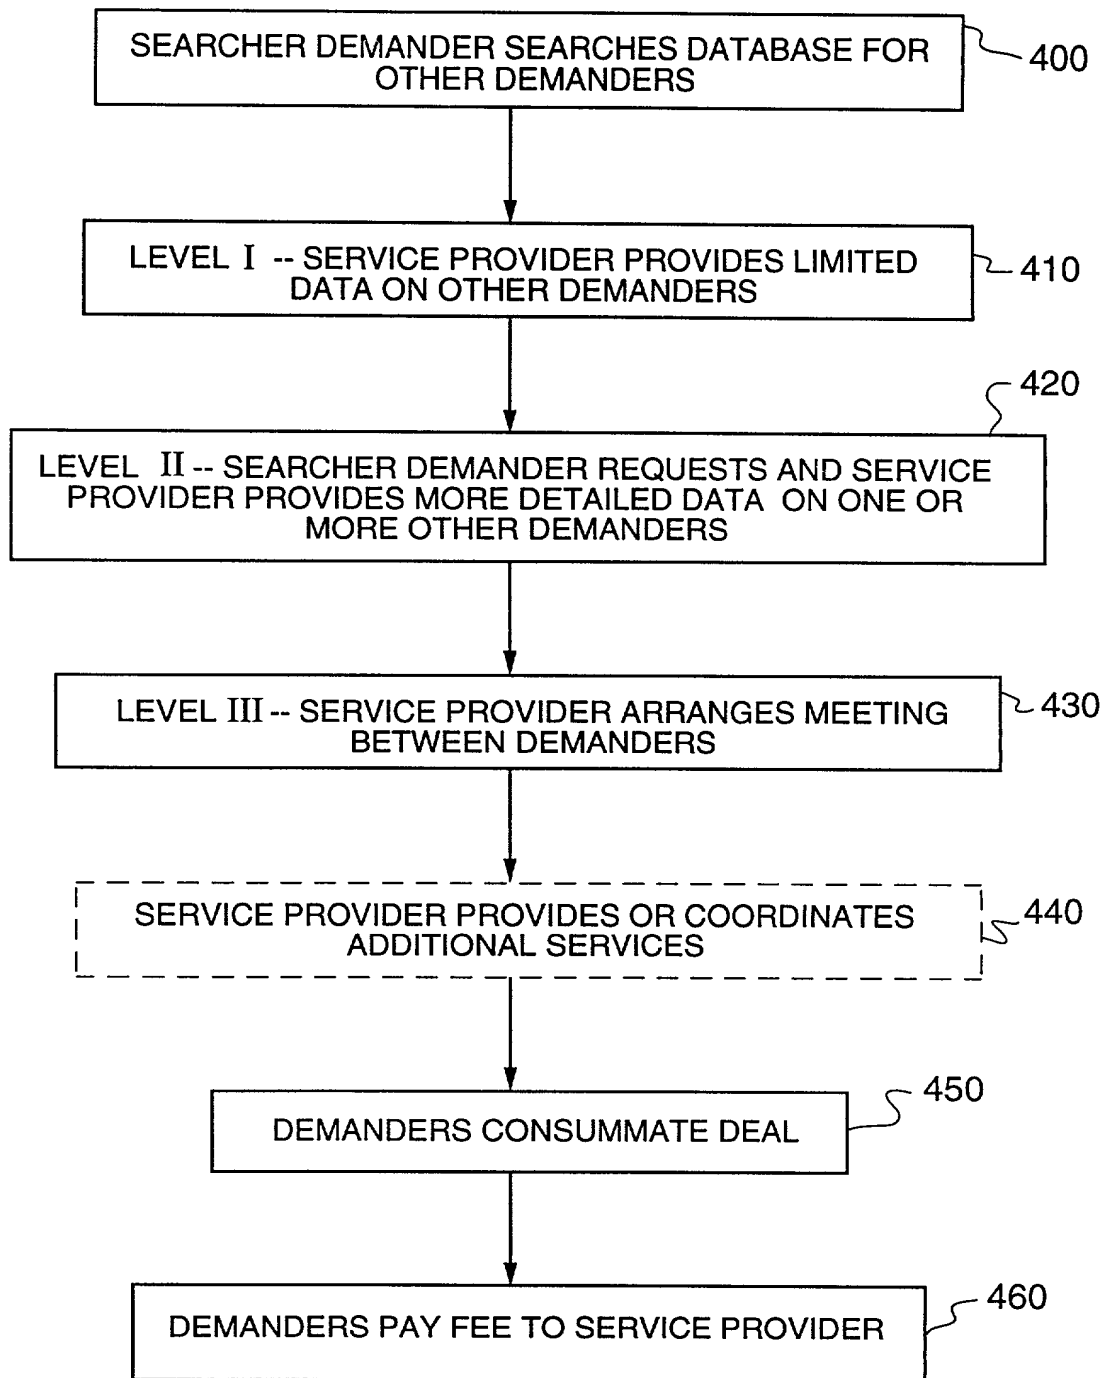 SEARCHER DEMANDER SEARCHES DATABASE FOR
OTHER DEMANDERS
400
LEVEL I -- SERVICE PROVIDER PROVIDES LIMITED
DATA ON OTHER DEMANDERS
410
420
LEVEL II -- SEARCHER DEMANDER REQUESTS AND SERVICE
PROVIDER PROVIDES MORE DETAILED DATA ON ONE OR
MORE OTHER DEMANDERS
LEVEL III -- SERVICE PROVIDER ARRANGES MEETING
BETWEEN DEMANDERS
430
SERVICE PROVIDER PROVIDES OR COORDINATES
ADDITIONAL SERVICES
440
450
DEMANDERS CONSUMMATE DEAL
460
DEMANDERS PAY FEE TO SERVICE PROVIDER